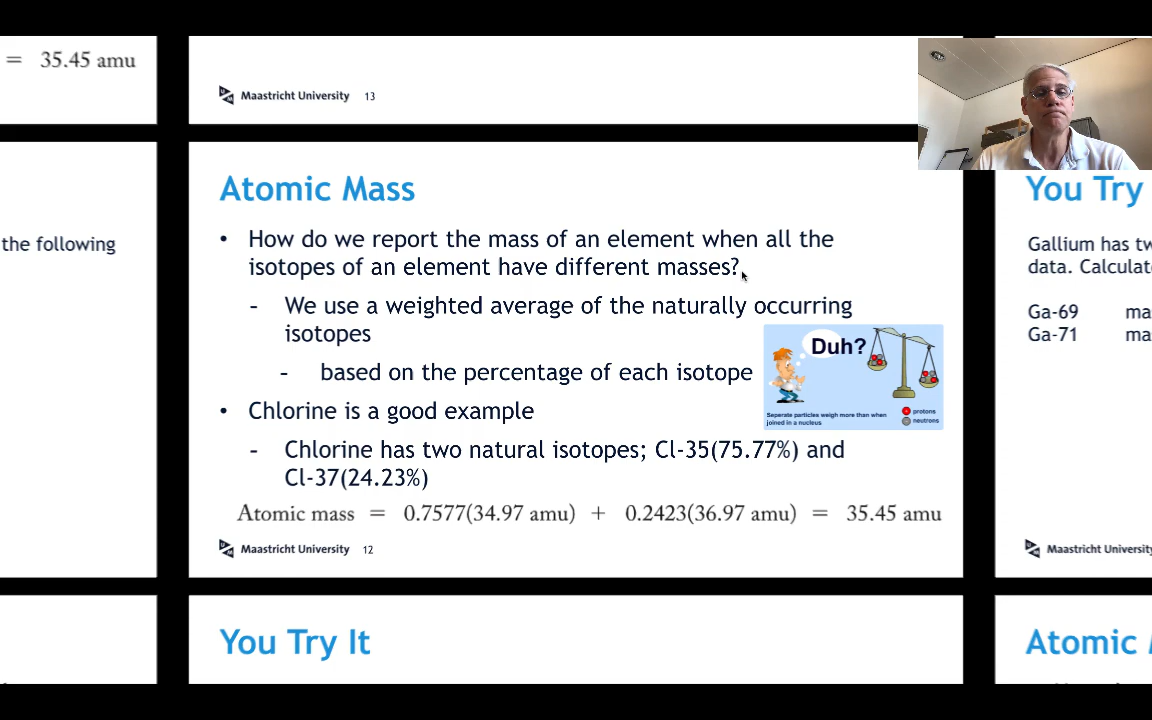 = 35.45 amu
Maastricht University 13
Atomic Mass
• How do we report the mass of an element when all the
isotopes of an element have different masses?
- We use a weighted average of the naturally occurring
isotopes
- based on the percentage of each isotope
Duh?
Seperate particles weigh more than when
joined in a nucleus
protons
neutrons
• Chlorine is a good example
- Chlorine has two natural isotopes; Cl-35(75.77%) and
Cl-37(24.23%)
Atomic mass = 0.7577(34.97 amu) + 0.2423(36.97 amu) = 35.45 amu
Maastricht University 12
the following
You Try
Gallium has tw
data. Calculate
Ga-69 ma
Ga-71 ma
Maastricht University
You Try It
Atomic